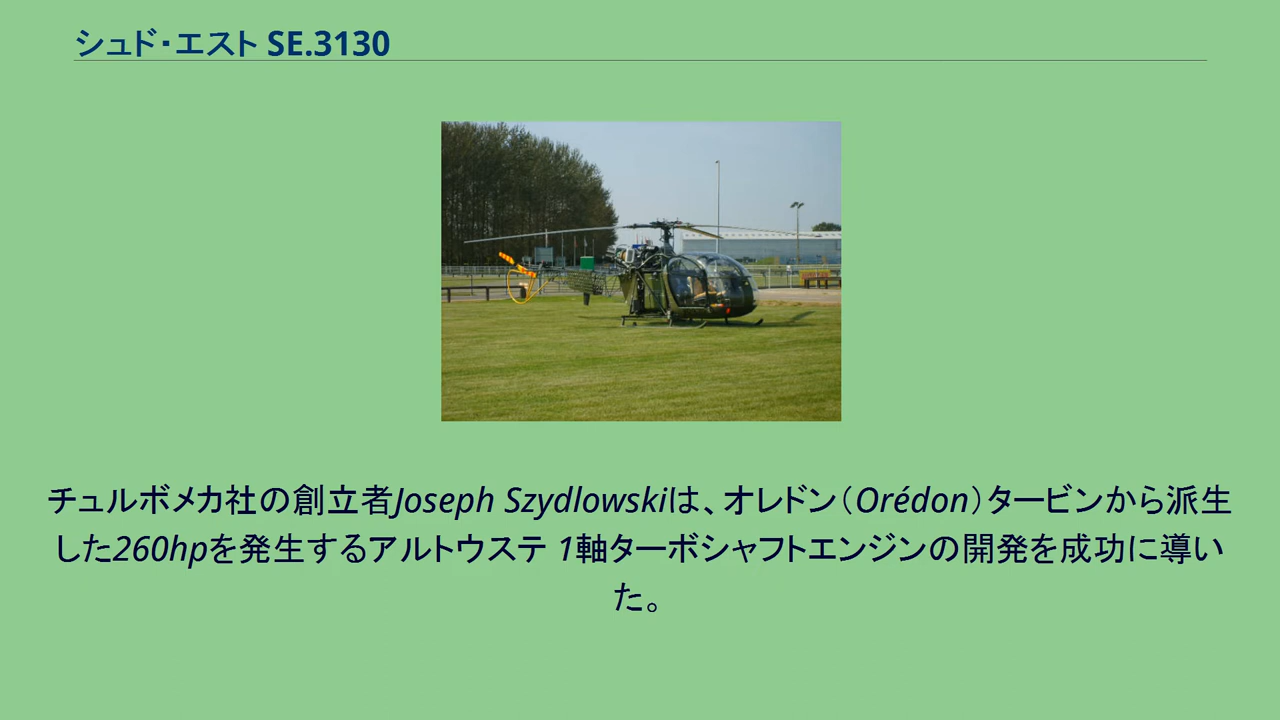 シュド・エスト SE.3130
チュルボメカ社の創立者Joseph Szydlowskiは、オレドン（Orédon）タービンから派生
した260hpを発生するアルトウステ 1軸ターボシャフトエンジンの開発を成功に導い
た。